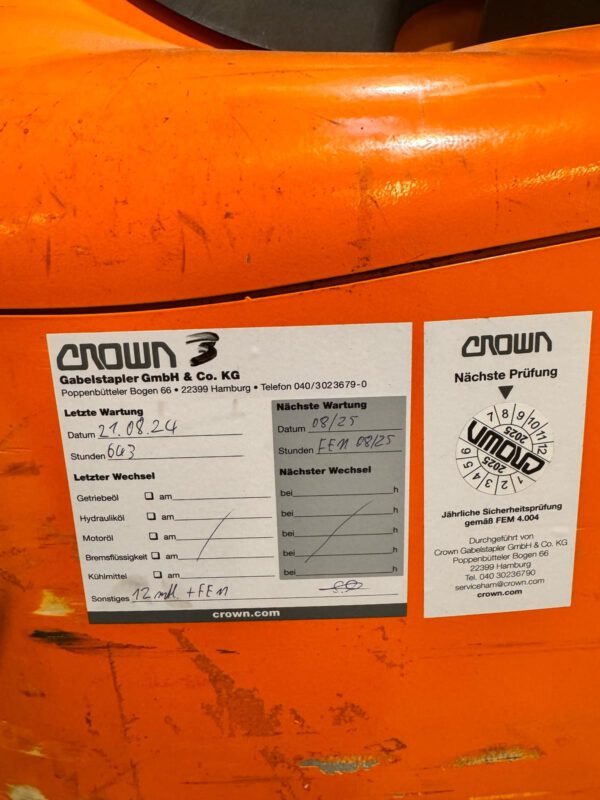 CROWN 3
Gabelstapler GmbH & Co. KG
Poppenbütteler Bogen 66 • 22399 Hamburg • Telefon 040/3023679-0
Letzte Wartung
Datum 21.08.24
Stunden 643
Nächste Wartung
Datum 08/25
Stunden FEM 08/25
Letzter Wechsel
Nächster Wechsel
Getriebeöl am bei h
Hydrauliköl am bei h
Motoröl am bei h
Bremsflüssigkeit am bei h
Kühlmittel am bei h
Sonstiges 12 mtl. + FEM
crown.com
CROWN
Nächste Prüfung
7 8 9 10 11 12 1 2 3 4 5 6
2025
CROWN
2025
Jährliche Sicherheitsprüfung
gemäß FEM 4.004
Durchgeführt von
Crown Gabelstapler GmbH & Co. KG
Poppenbütteler Bogen 66
22399 Hamburg
Tel. 040 30236790
serviceham@crown.com
crown.com